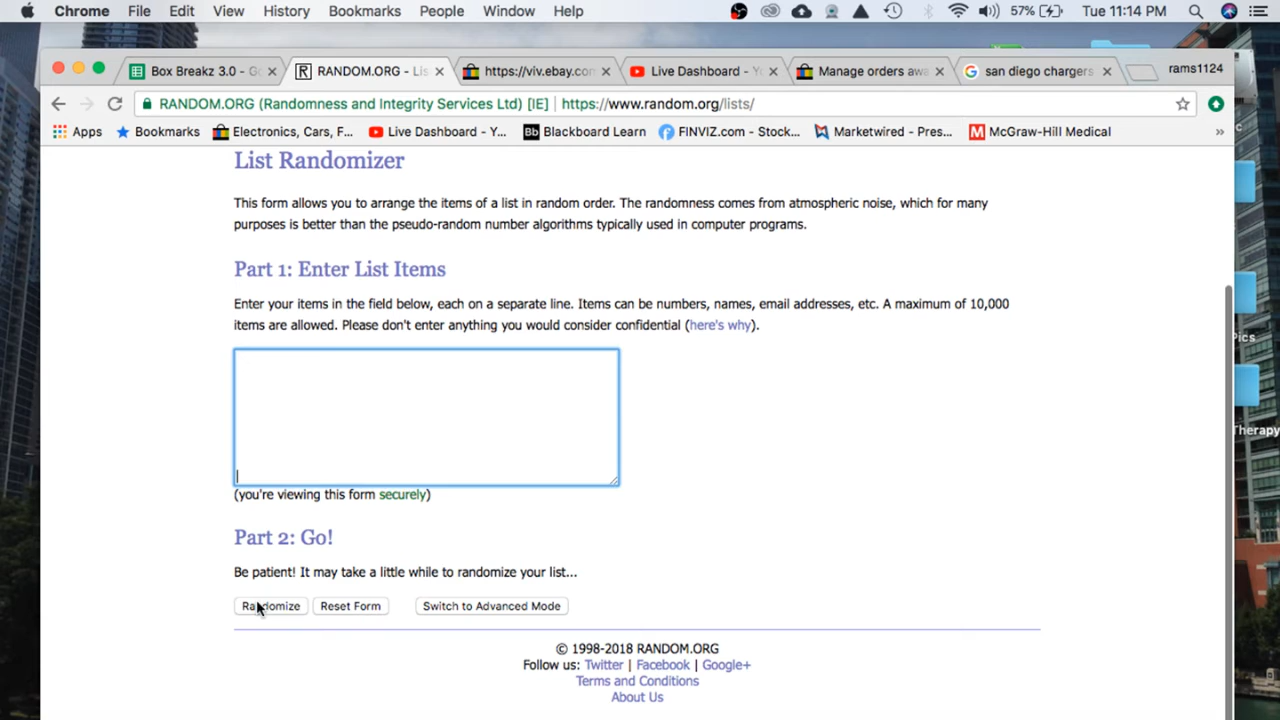 Chrome File Edit View History Bookmarks People Window Help 57% Tue 11:14 PM
Box Breakz 3.0 - Go RANDOM.ORG - Lis https://viv.ebay.com Live Dashboard - Yo Manage orders awa san diego chargers rams1124
RANDOM.ORG (Randomness and Integrity Services Ltd) [IE] https://www.random.org/lists/
Apps Bookmarks Electronics, Cars, F... Live Dashboard - Y... Bb Blackboard Learn FINVIZ.com - Stock... Marketwired - Pres... M McGraw-Hill Medical »
List Randomizer
This form allows you to arrange the items of a list in random order. The randomness comes from atmospheric noise, which for many
purposes is better than the pseudo-random number algorithms typically used in computer programs.
Part 1: Enter List Items
Enter your items in the field below, each on a separate line. Items can be numbers, names, email addresses, etc. A maximum of 10,000
items are allowed. Please don't enter anything you would consider confidential (here's why).
Pics
Therapy
(you're viewing this form securely)
Part 2: Go!
Be patient! It may take a little while to randomize your list...
Randomize Reset Form Switch to Advanced Mode
© 1998-2018 RANDOM.ORG
Follow us: Twitter | Facebook | Google+
Terms and Conditions
About Us